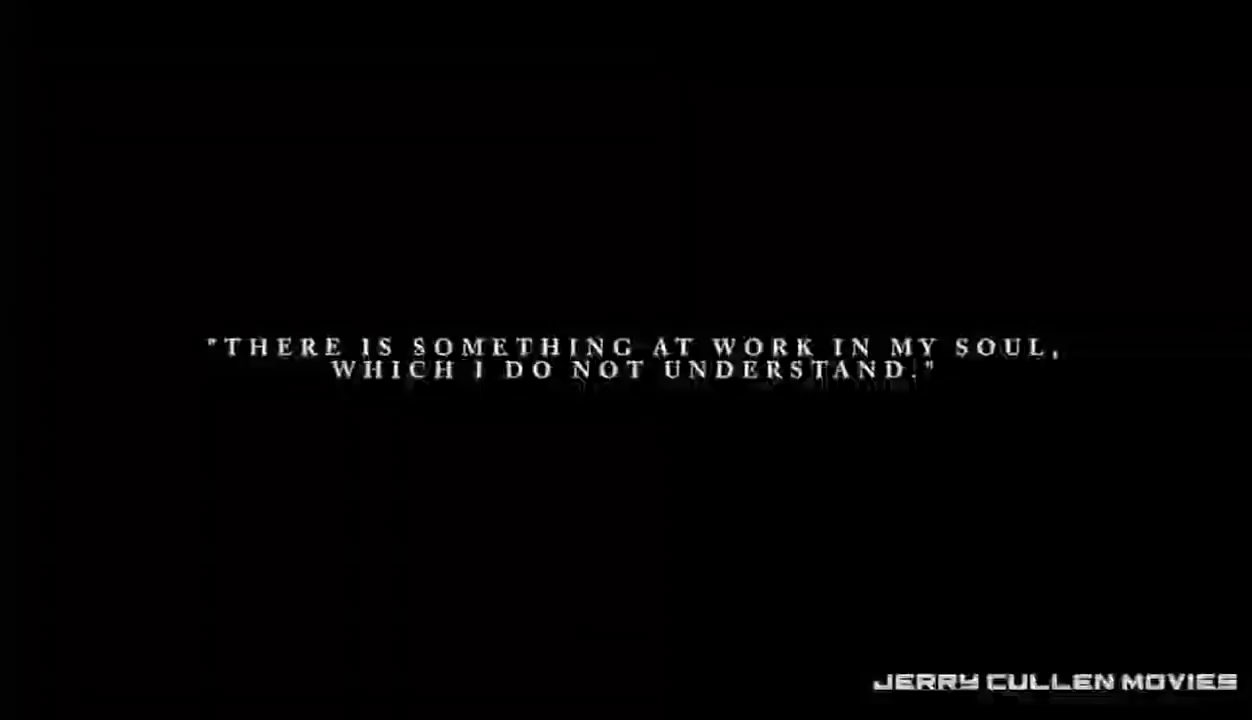 "THERE IS SOMETHING AT WORK IN MY SOUL,
WHICH I DO NOT UNDERSTAND."
JERRY CULLEN MOVIES